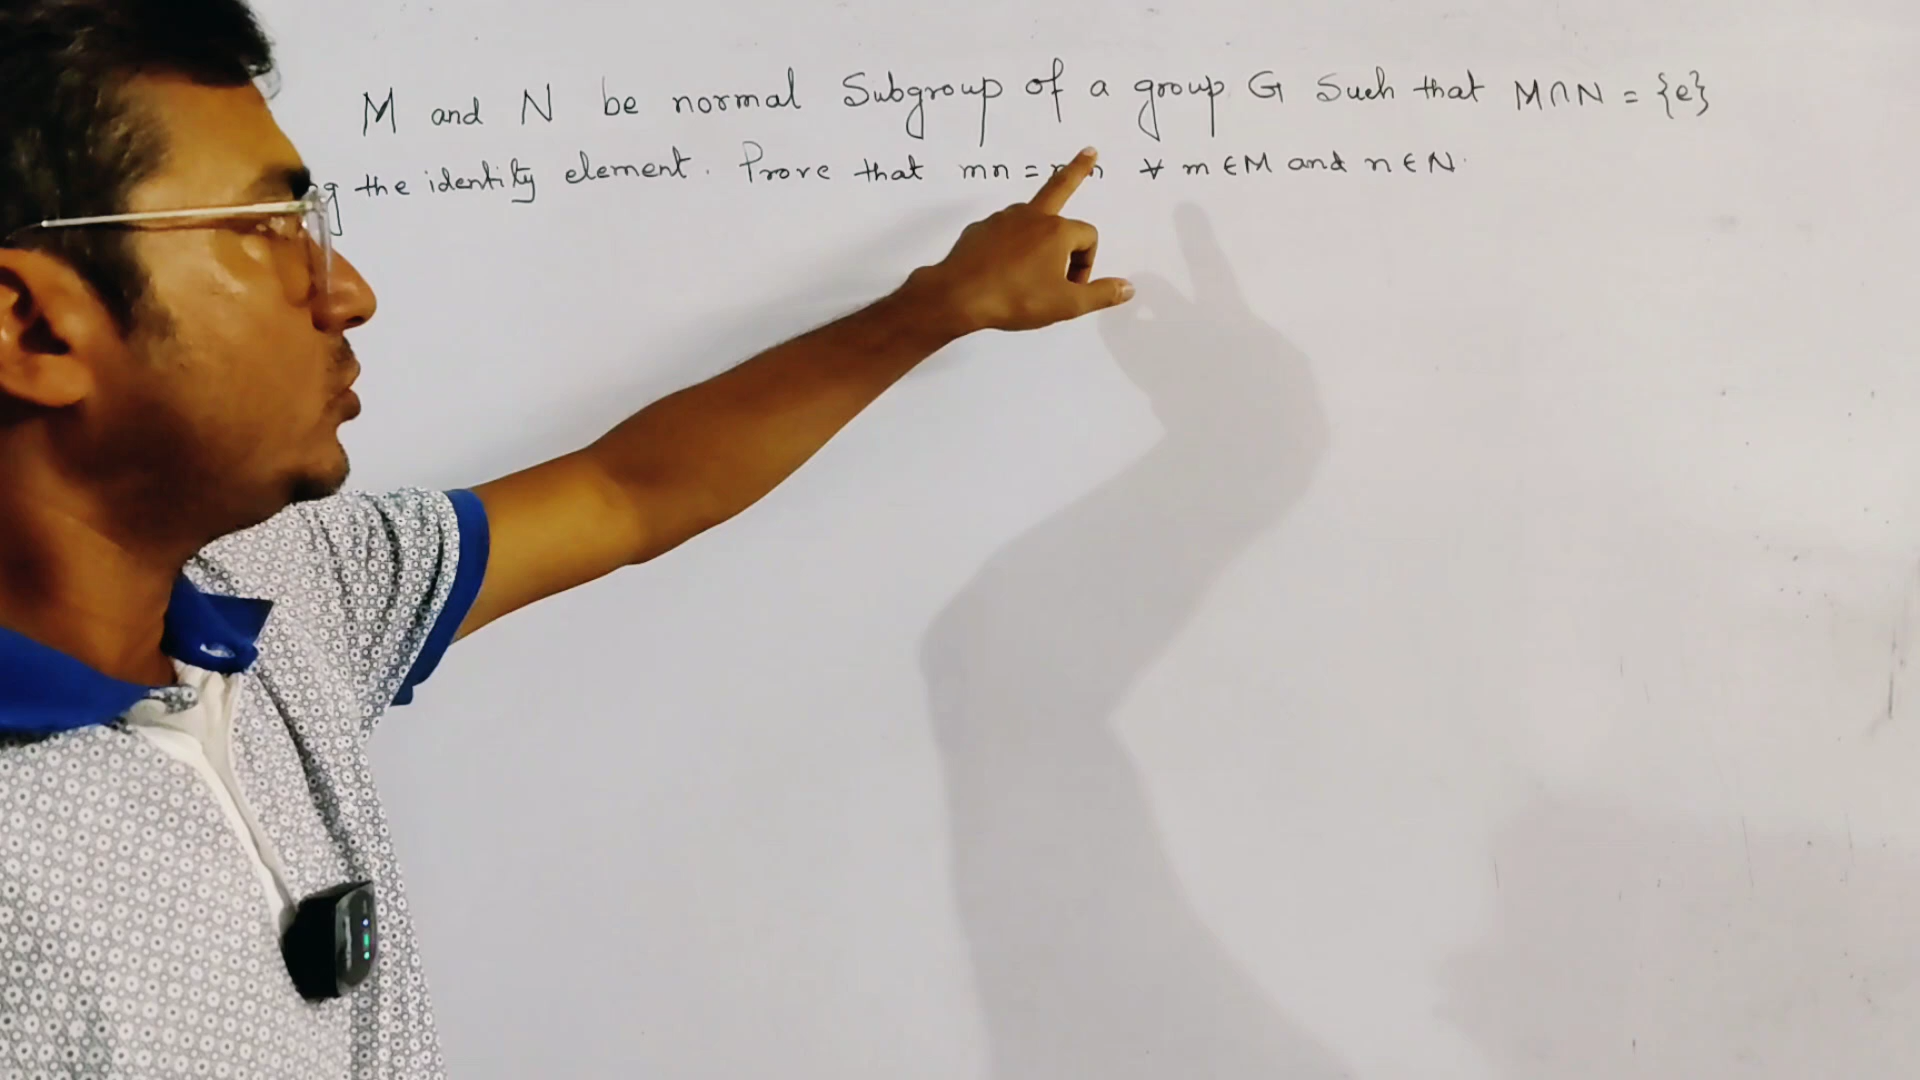 M and N be normal Subgroup of a group G Such that M∩N = {e}
the identity element. Prove that mn = ∀ m ∈ M and n ∈ N.